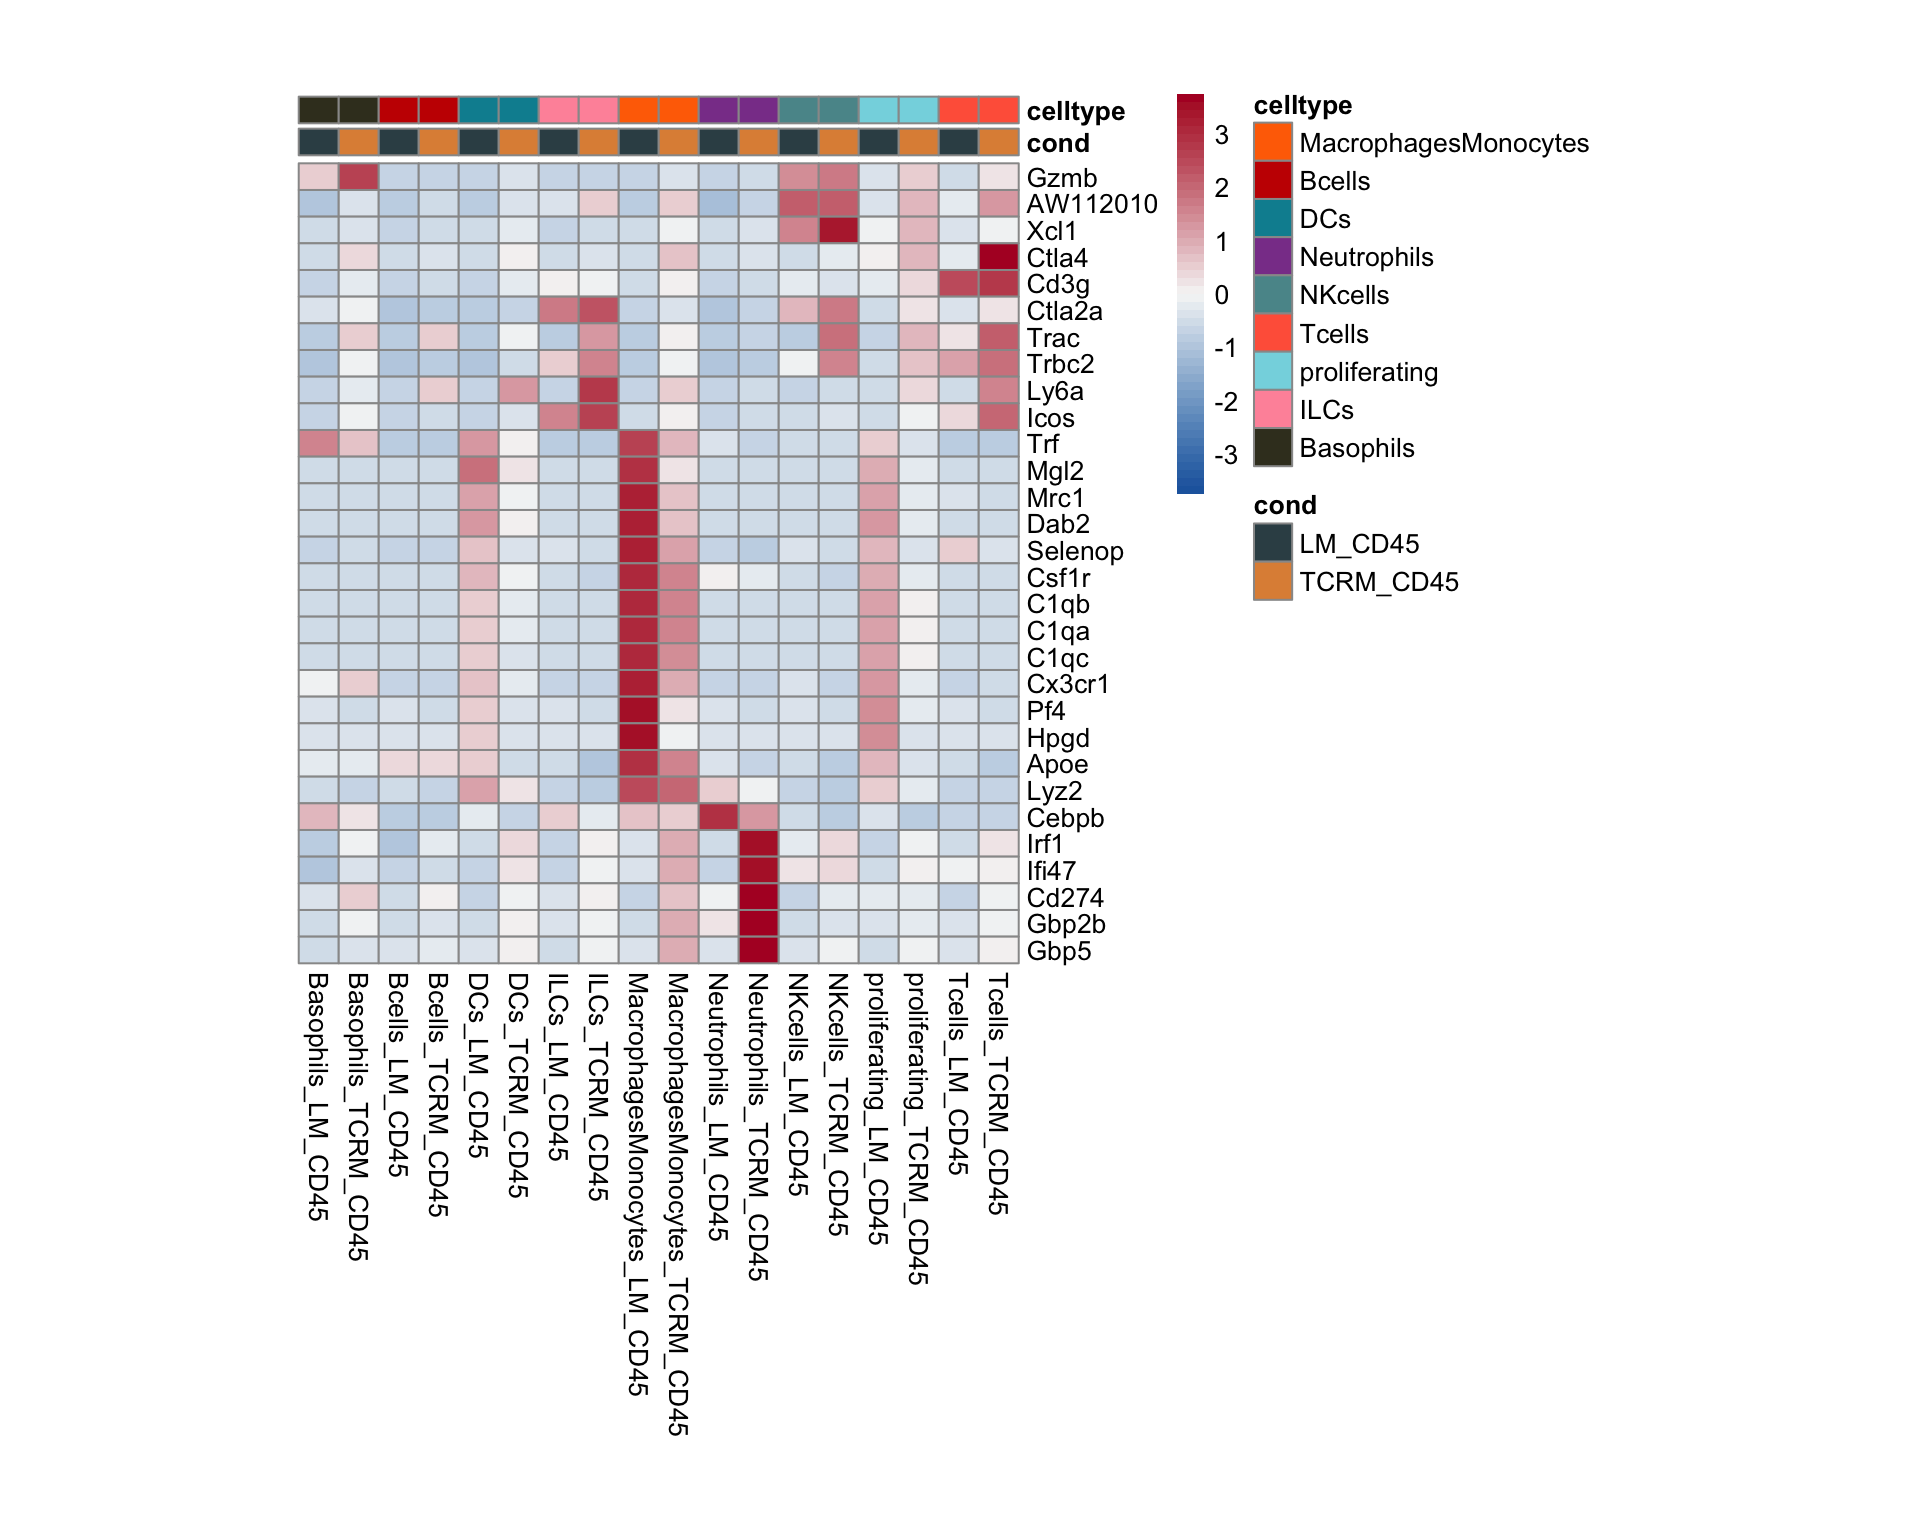 celltype
cond
Gzmb
AW112010
Xcl1
Ctla4
Cd3g
Ctla2a
Trac
Trbc2
Ly6a
Icos
Trf
Mgl2
Mrc1
Dab2
Selenop
Csf1r
C1qb
C1qa
C1qc
Cx3cr1
Pf4
Hpgd
Apoe
Lyz2
Cebpb
Irf1
Ifi47
Cd274
Gbp2b
Gbp5
Basophils_LM_CD45
Basophils_TCRM_CD45
Bcells_LM_CD45
Bcells_TCRM_CD45
DCs_LM_CD45
DCs_TCRM_CD45
ILCs_LM_CD45
ILCs_TCRM_CD45
MacrophagesMonocytes_LM_CD45
MacrophagesMonocytes_TCRM_CD45
Neutrophils_LM_CD45
Neutrophils_TCRM_CD45
NKcells_LM_CD45
NKcells_TCRM_CD45
proliferating_LM_CD45
proliferating_TCRM_CD45
Tcells_LM_CD45
Tcells_TCRM_CD45
3
2
1
0
-1
-2
-3
celltype
MacrophagesMonocytes
Bcells
DCs
Neutrophils
NKcells
Tcells
proliferating
ILCs
Basophils
cond
LM_CD45
TCRM_CD45